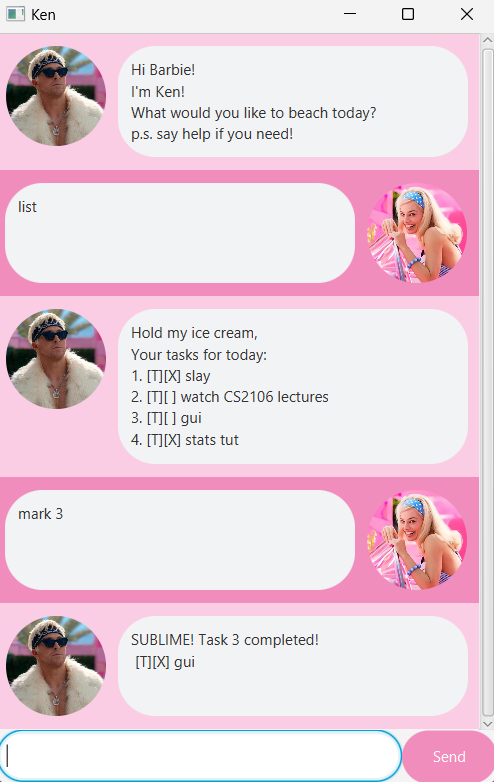 Ken
Hi Barbie!
I'm Ken!
What would you like to beach today?
p.s. say help if you need!
list
Hold my ice cream,
Your tasks for today:
1. [T][X] slay
2. [T][ ] watch CS2106 lectures
3. [T][ ] gui
4. [T][X] stats tut
mark 3
SUBLIME! Task 3 completed!
[T][X] gui
Send